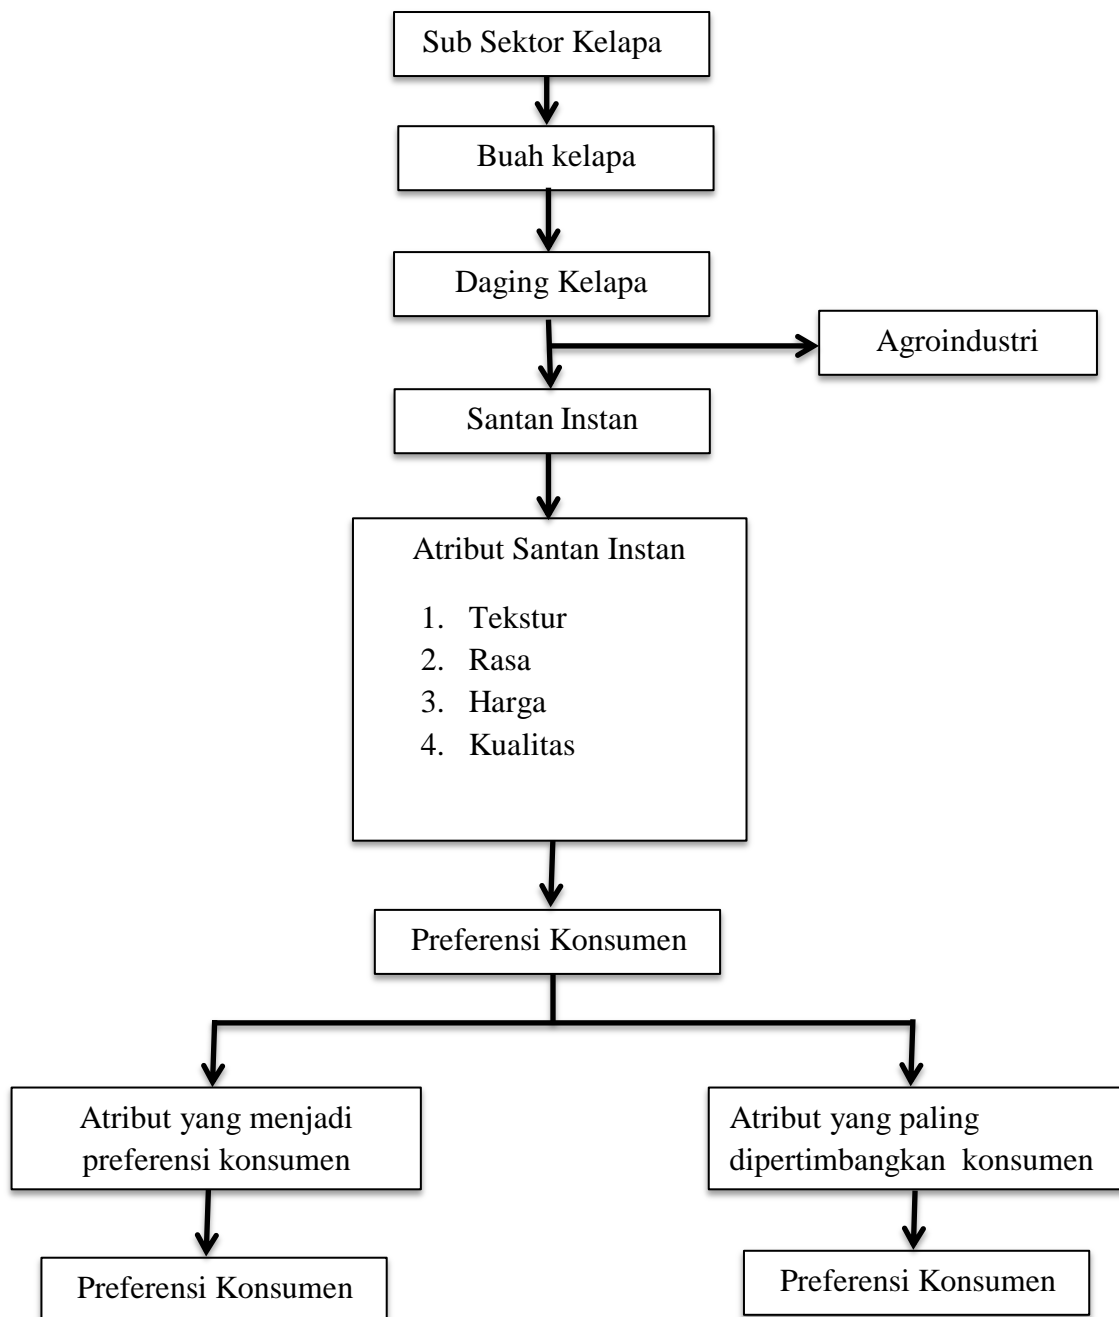 Sub Sektor Kelapa
Buah kelapa
Daging Kelapa
Agroindustri
Santan Instan
Atribut Santan Instan
1. Tekstur
2. Rasa
3. Harga
4. Kualitas
Preferensi Konsumen
Atribut yang menjadi
preferensi konsumen
Atribut yang paling
dipertimbangkan konsumen
Preferensi Konsumen
Preferensi Konsumen